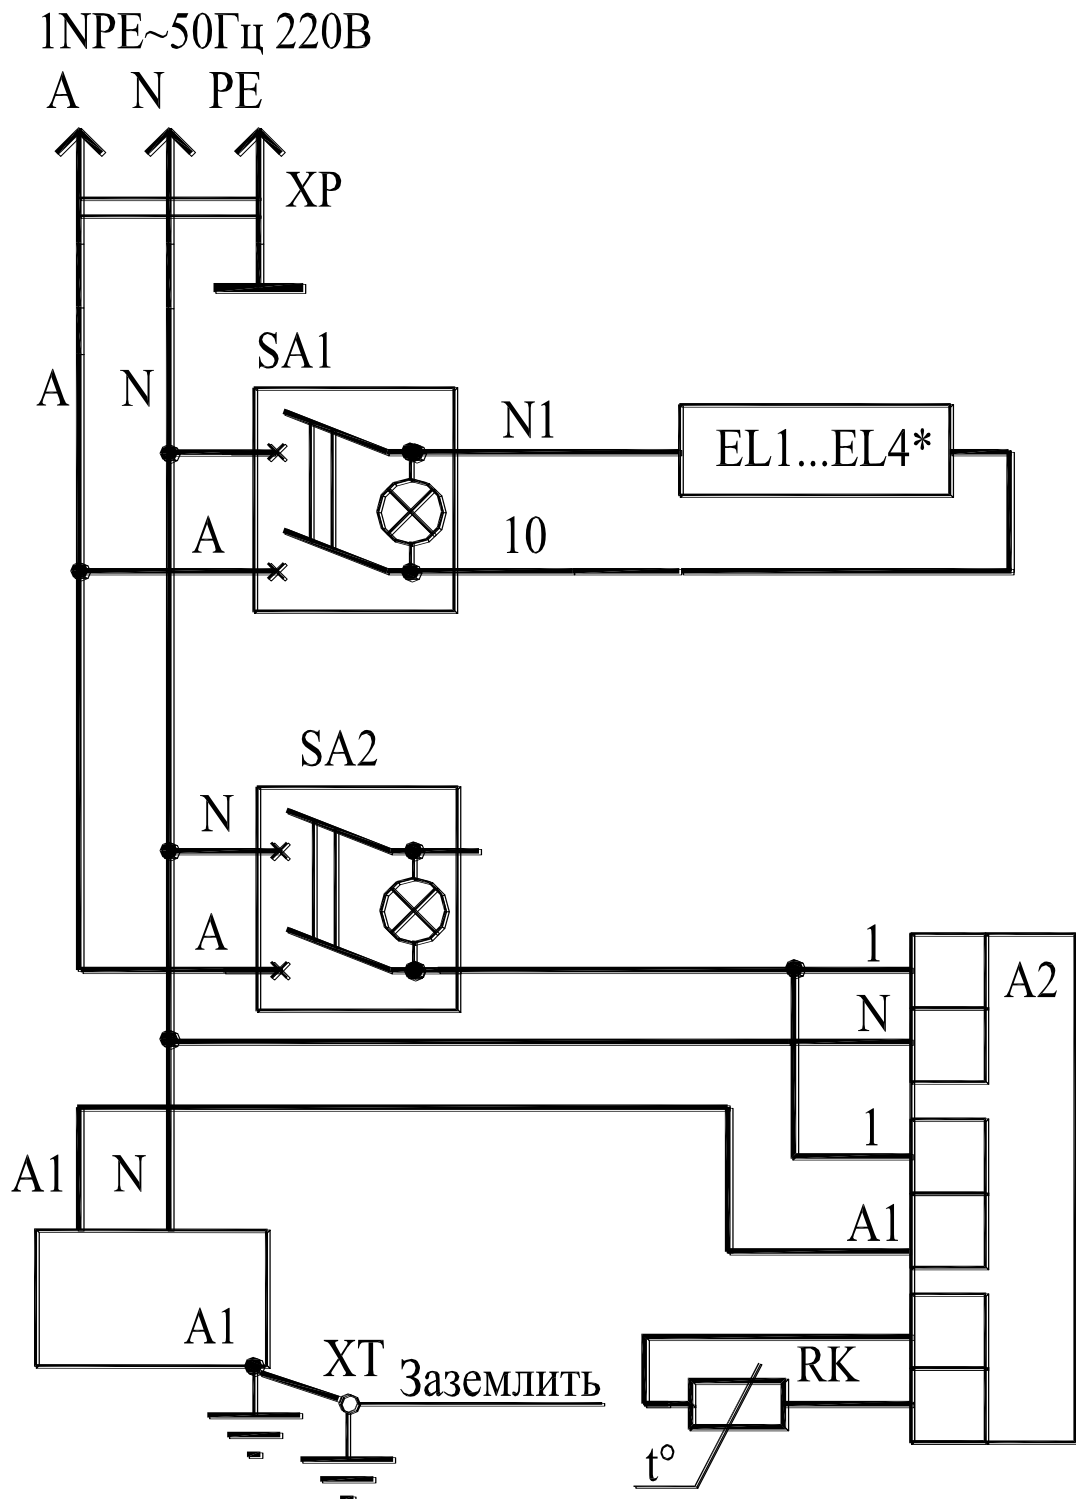 1NPE~50Гц 220В
A N PE
XP
SA1
A N
N1
EL1...EL4*
A
10
SA2
N
A
1
A2
N
1
A1 N
A1
A1
XT
Заземлить
RK
t°